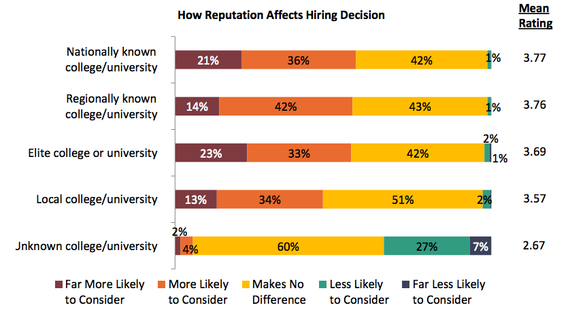 How Reputation Affects Hiring Decision
Mean
Rating
Nationally known
college/university
21% 36% 42% 1% 3.77
Regionally known
college/university
14% 42% 43% 1% 3.76
Elite college or university 23% 33% 42% 2% 1% 3.69
Local college/university 13% 34% 51% 2% 3.57
Jnknown college/university 2% 4% 60% 27% 7% 2.67
Far More Likely
to Consider
More Likely
to Consider
Makes No
Difference
Less Likely
to Consider
Far Less Likely
to Consider